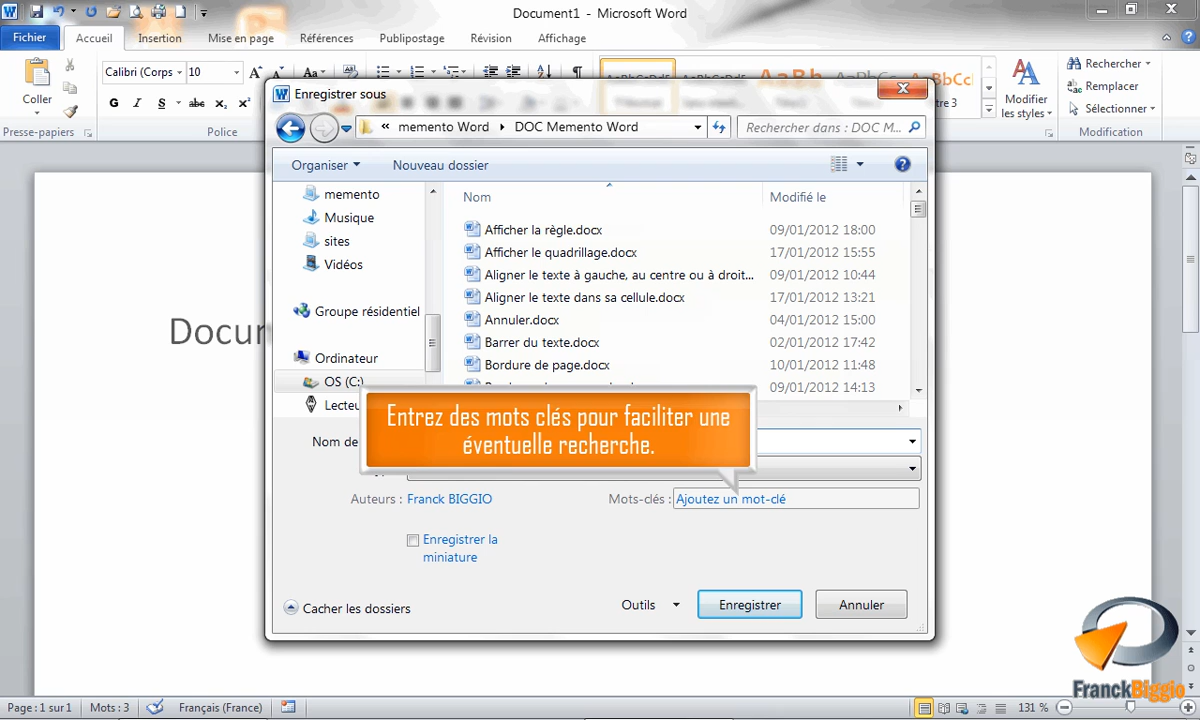 Document1 - Microsoft Word
Fichier Accueil Insertion Mise en page Références Publipostage Révision Affichage
Calibri (Corps 10
Coller
G I S abc x₂ x²
Modifier les styles
Rechercher
Remplacer
Sélectionner
Presse-papiers Police Modification
Enregistrer sous
« memento Word DOC Memento Word
Rechercher dans : DOC M...
Organiser Nouveau dossier
Nom Modifié le
memento
Musique
sites
Vidéos
Groupe résidentiel
Ordinateur
OS (C:)
Lecteu
Afficher la règle.docx 09/01/2012 18:00
Afficher le quadrillage.docx 17/01/2012 15:55
Aligner le texte à gauche, au centre ou à droit... 09/01/2012 10:44
Aligner le texte dans sa cellule.docx 17/01/2012 13:21
Annuler.docx 04/01/2012 15:00
Barrer du texte.docx 02/01/2012 17:42
Bordure de page.docx 10/01/2012 11:48
09/01/2012 14:13
Docu
Entrez des mots clés pour faciliter une
éventuelle recherche.
Nom de
Auteurs : Franck BIGGIO Mots-clés : Ajoutez un mot-clé
Enregistrer la
miniature
Cacher les dossiers Outils Enregistrer Annuler
FranckBiggio
Page : 1 sur 1 Mots : 3 Français (France) 131 %